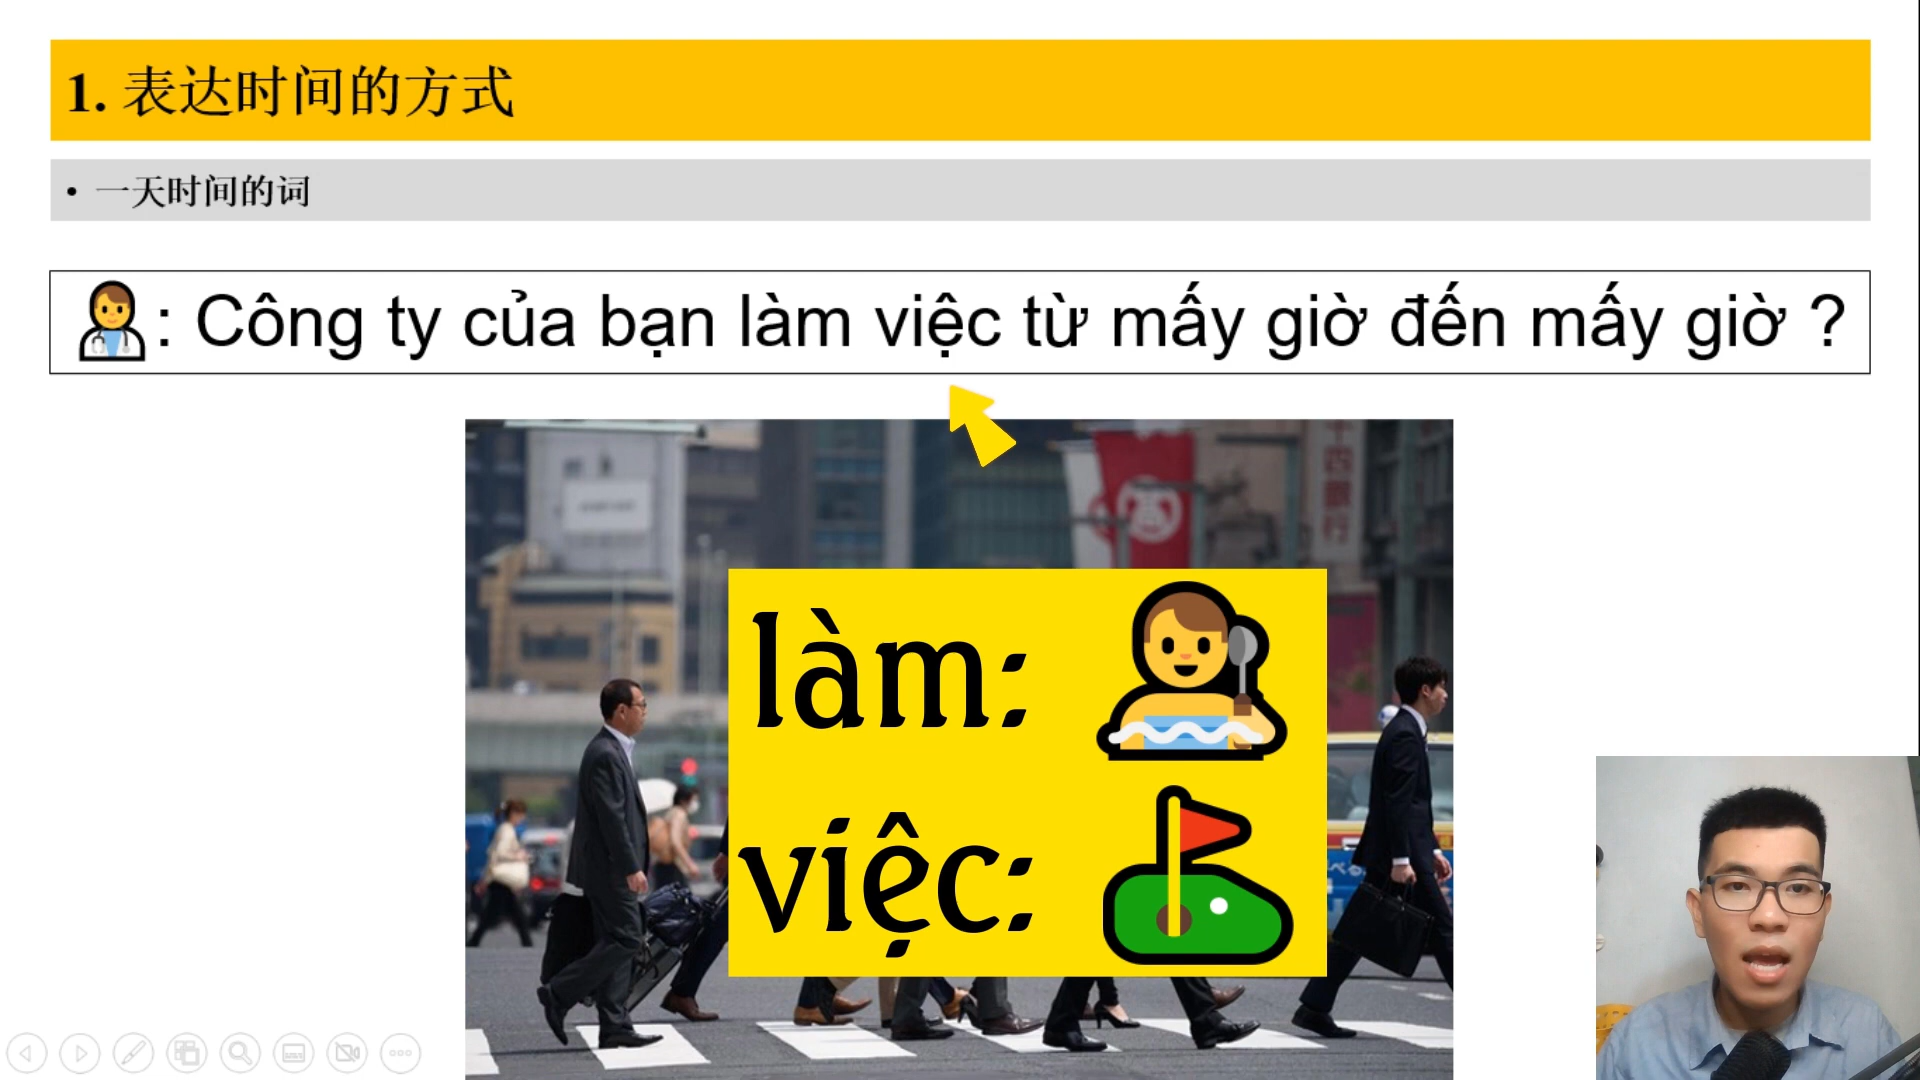 1. 表达时间的方式
• 一天时间的词
: Công ty của bạn làm việc từ mấy giờ đến mấy giờ ?
làm:
việc: